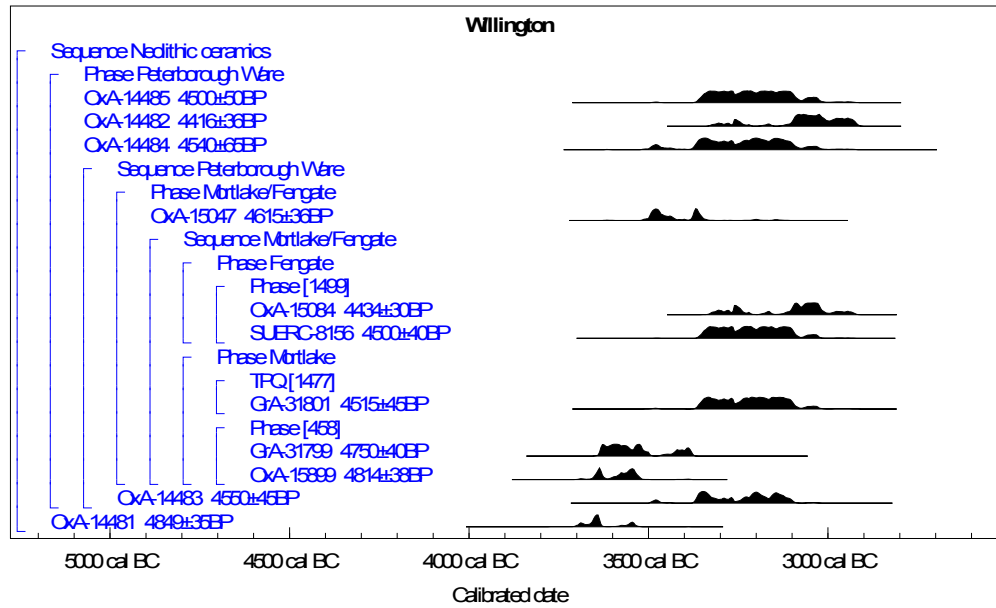 Willington
Sequence Neolithic ceramics
Phase Peterborough Ware
OxA-14485 4500±50BP
OxA-14482 4416±36BP
OxA-14484 4540±65BP
Sequence Peterborough Ware
Phase Mortlake/Fengate
OxA-15047 4615±36BP
Sequence Mortlake/Fengate
Phase Fengate
Phase [1499]
OxA-15084 4434±30BP
SUERC-8156 4500±40BP
Phase Mortlake
TPQ [1477]
GrA-31801 4515±45BP
Phase [458]
GrA-31799 4750±40BP
OxA-15899 4814±38BP
OxA-14483 4550±45BP
OxA-14481 4849±35BP
5000 cal BC 4500 cal BC 4000 cal BC 3500 cal BC 3000 cal BC
Calibrated date